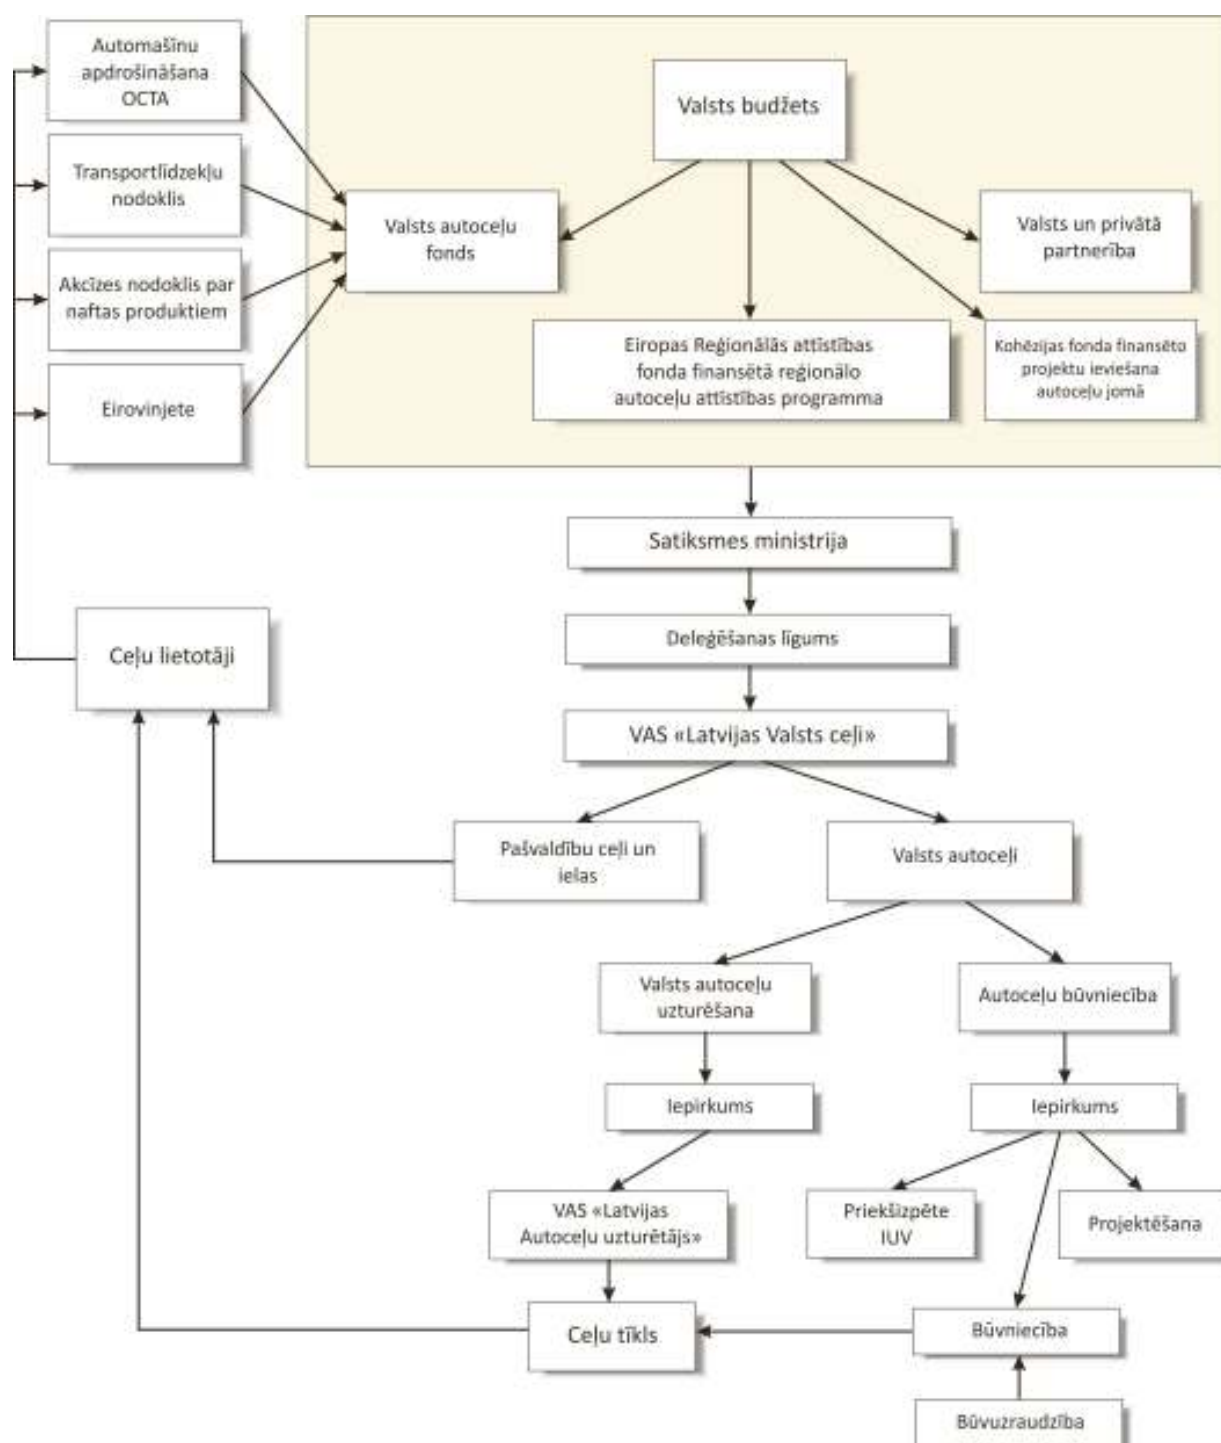 Automašīnu
apdrošināšana
OCTA
Transportlīdzekļu
nodoklis
Akcīzes nodoklis par
naftas produktiem
Eirovinjete
Valsts budžets
Valsts autoceļu
fonds
Valsts un privātā
partnerība
Eiropas Reģionālās attīstības
fonda finansētā reģionālo
autoceļu attīstības programma
Kohēzijas fonda finansēto
projektu ieviešana
autoceļu jomā
Satiksmes ministrija
Deleģēšanas līgums
VAS «Latvijas Valsts ceļi»
Ceļu lietotāji
Pašvaldību ceļi un
ielas
Valsts autoceļi
Valsts autoceļu
uzturēšana
Autoceļu būvniecība
Iepirkums
Iepirkums
VAS «Latvijas
Autoceļu uzturētājs»
Priekšizpēte
IUV
Projektēšana
Ceļu tīkls
Būvniecība
Būvuzraudzība